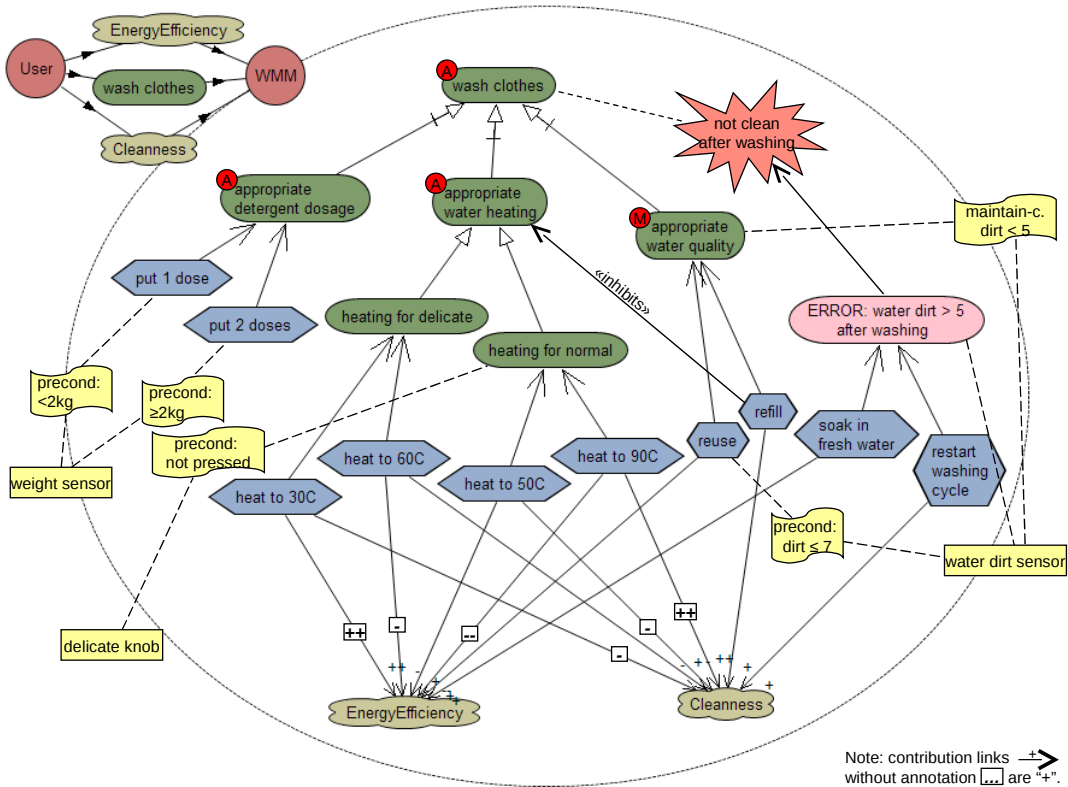 EnergyEfficiency
User
WMM
wash clothes
Cleanness
A
wash clothes
not clean
after washing
A
appropriate
detergent dosage
A
appropriate
water heating
M
appropriate
water quality
maintain-c.
dirt < 5
put 1 dose
put 2 doses
«inhibits»
heating for delicate
heating for normal
ERROR: water dirt > 5
after washing
precond:
<2kg
precond:
≥2kg
precond:
not pressed
refill
reuse
soak in
fresh water
restart
washing
cycle
heat to 60C
heat to 90C
heat to 30C
heat to 50C
weight sensor
precond:
dirt ≤ 7
water dirt sensor
delicate knob
++
-
--
-
++
-
++
-
+
-+
+
-
+-
++
+
+
EnergyEfficiency
Cleanness
Note: contribution links +
without annotation ... are “+”.